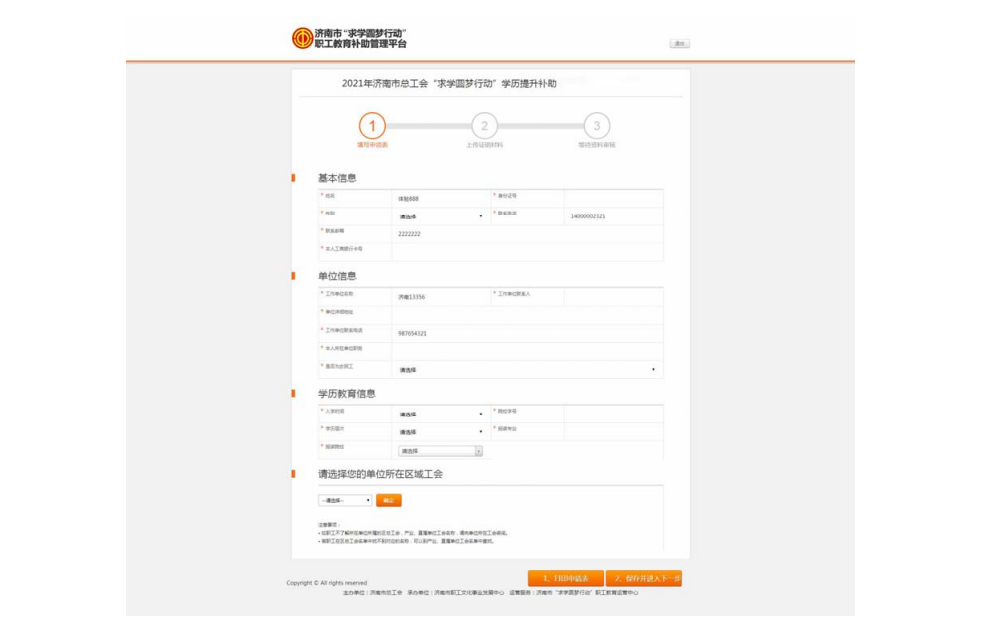 济南市“求学圆梦行动”
职工教育补助管理平台
退出
2021年济南市总工会“求学圆梦行动”学历提升补助
1 2 3
填写申请表 上传证明材料 等待资料审核
基本信息
* 姓名 体验888 * 身份证号
* 性别 请选择 * 联系电话 14000002321
* 联系邮箱 2222222
* 本人工商银行卡号
单位信息
* 工作单位名称 济南13356 * 工作单位联系人
* 单位详细地址
* 工作单位联系电话 987654321
* 本人所在单位职务
* 是否为农民工 请选择
学历教育信息
* 入学时间 请选择 * 院校学号
* 学历层次 请选择 * 报读专业
* 报读院校 请选择
请选择您的单位所在区域工会
--请选择-- 确定
注意事项：
Copyright © All rights reserved
1、打印申请表 2、保存并进入下一步
主办单位：济南市总工会 承办单位：济南市职工文化事业发展中心 运营服务：济南市“求学圆梦行动”职工教育运营中心